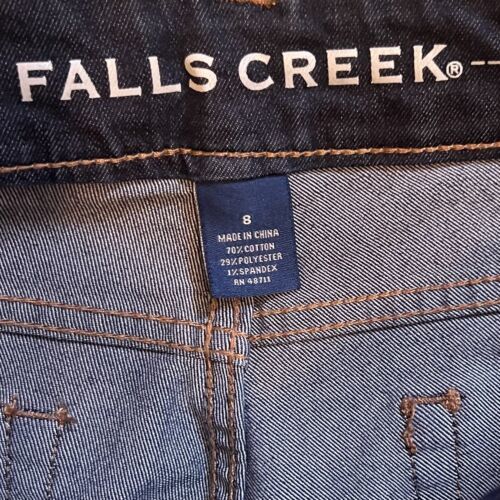 FALLS CREEK®
8
MADE IN CHINA
70% COTTON
29% POLYESTER
1% SPANDEX
RN 48711